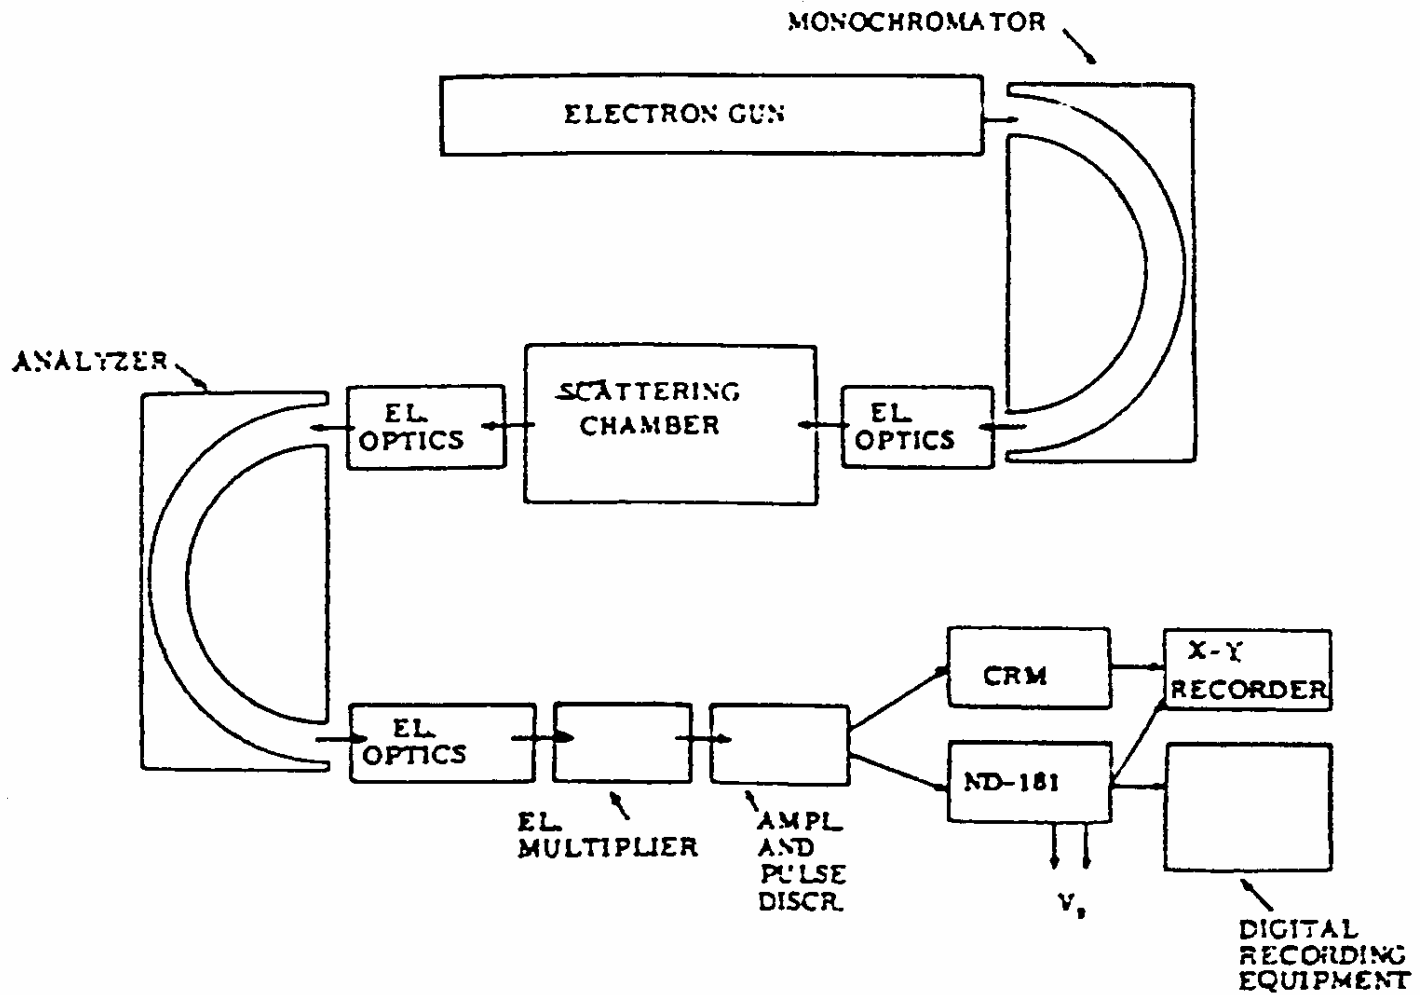 MONOCHROMATOR
ELECTRON GUN
ANALYZER
EL.
OPTICS
SCATTERING
CHAMBER
EL.
OPTICS
EL.
OPTICS
CRM
X-Y
RECORDER
ND-181
EL.
MULTIPLIER
AMPL.
AND
PULSE
DISCR.
DIGITAL
RECORDING
EQUIPMENT